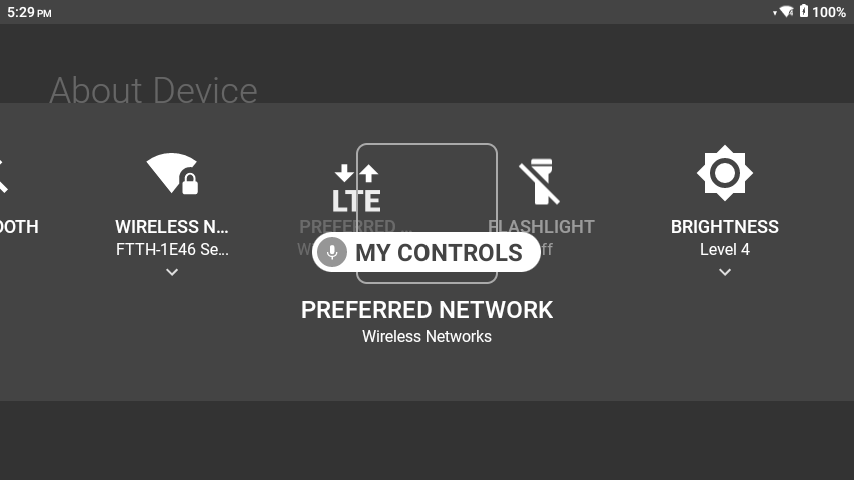 5:29 PM
100%
About Device
LTE
OOTH
WIRELESS N...
PREFERRED ...
FLASHLIGHT
BRIGHTNESS
FTTH-1E46 Se...
W
ff
Level 4
MY CONTROLS
PREFERRED NETWORK
Wireless Networks